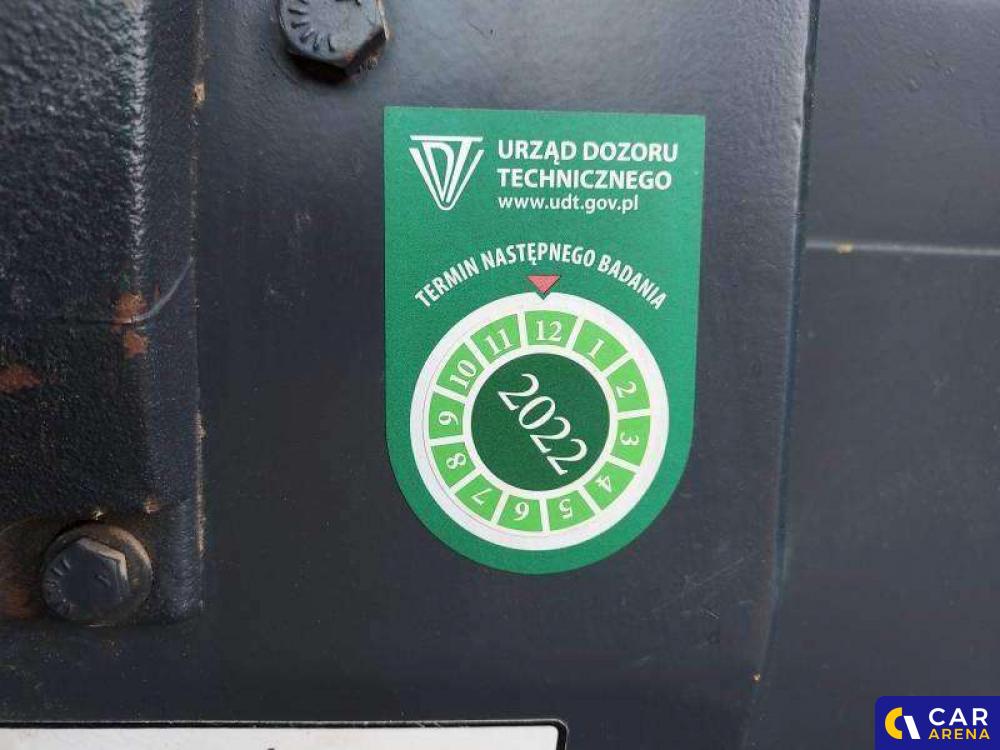 UDT
URZĄD DOZORU
TECHNICZNEGO
www.udt.gov.pl
TERMIN NASTĘPNEGO BADANIA
12
1
2
3
4
5
6
7
8
9
10
11
2022
CAR
ARENA